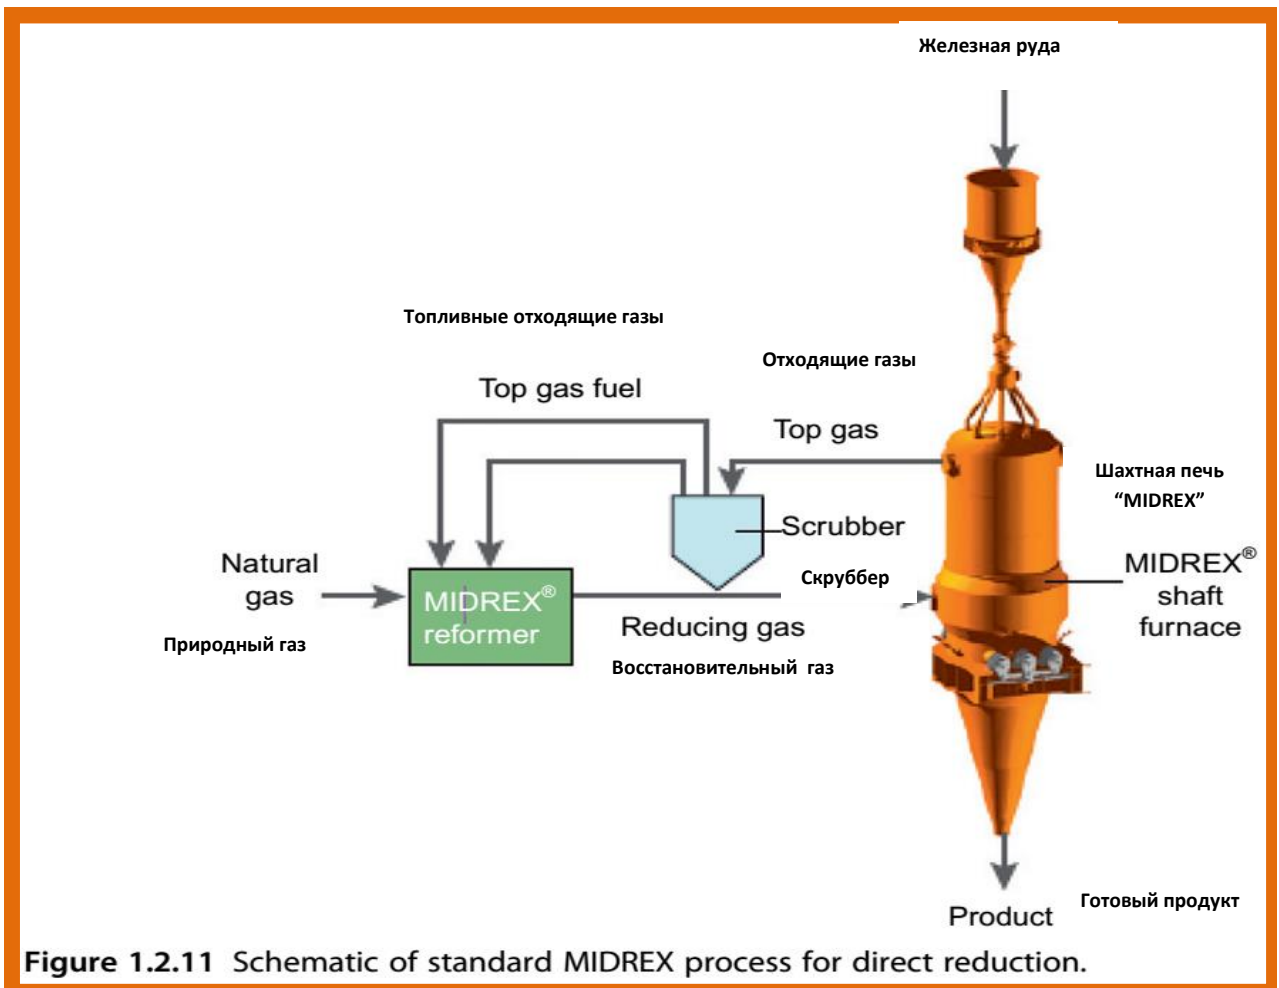 Железная руда
Топливные отходящие газы
Отходящие газы
Top gas fuel
Top gas
Шахтная печь
“MIDREX”
Scrubber
Скруббер
Natural
gas
Природный газ
MIDREX®
reformer
Reducing gas
Восстановительный газ
MIDREX®
shaft
furnace
Product
Готовый продукт
Figure 1.2.11 Schematic of standard MIDREX process for direct reduction.